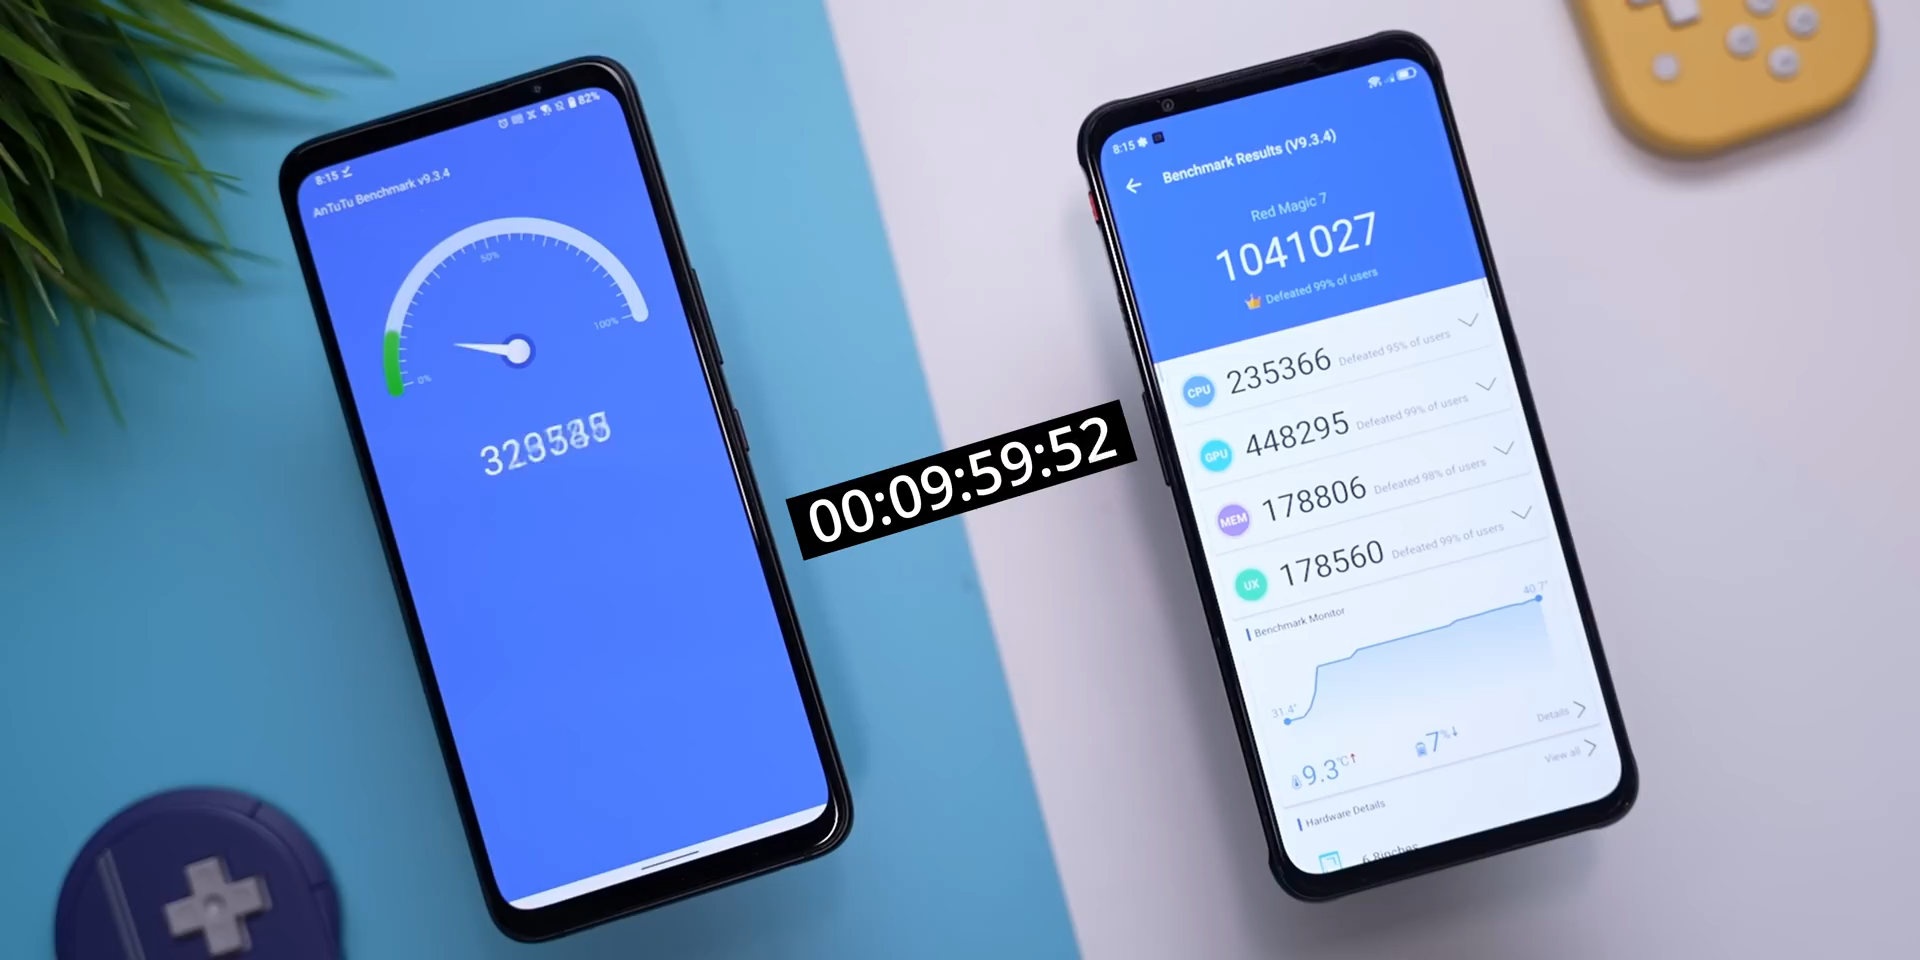 8:15
82%
AnTuTu Benchmark v9.3.4
50%
0%
100%
00:09:59:52
8:15
Benchmark Results (V9.3.4)
Red Magic 7
1041027
Defeated 99% of users
CPU 235366 Defeated 95% of users
GPU 448295 Defeated 99% of users
MEM 178806 Defeated 98% of users
UX 178560 Defeated 99% of users
Benchmark Monitor
40.7°
31.4°
9.3°C↑ 7%↓
Details
View all
Hardware Details
6.8inches